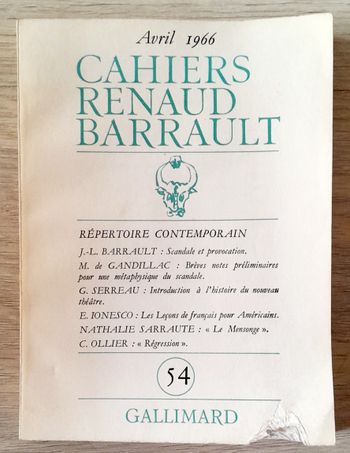 Avril 1966
CAHIERS
RENAUD
BARRAULT
RÉPERTOIRE CONTEMPORAIN
J.-L. BARRAULT : Scandale et provocation.
M. de GANDILLAC : Brèves notes préliminaires
pour une métaphysique du scandale.
G. SERREAU : Introduction à l'histoire du nouveau
théâtre.
E. IONESCO : Les Leçons de français pour Américains.
NATHALIE SARRAUTE : « Le Mensonge ».
C. OLLIER : « Régression ».
54
GALLIMARD